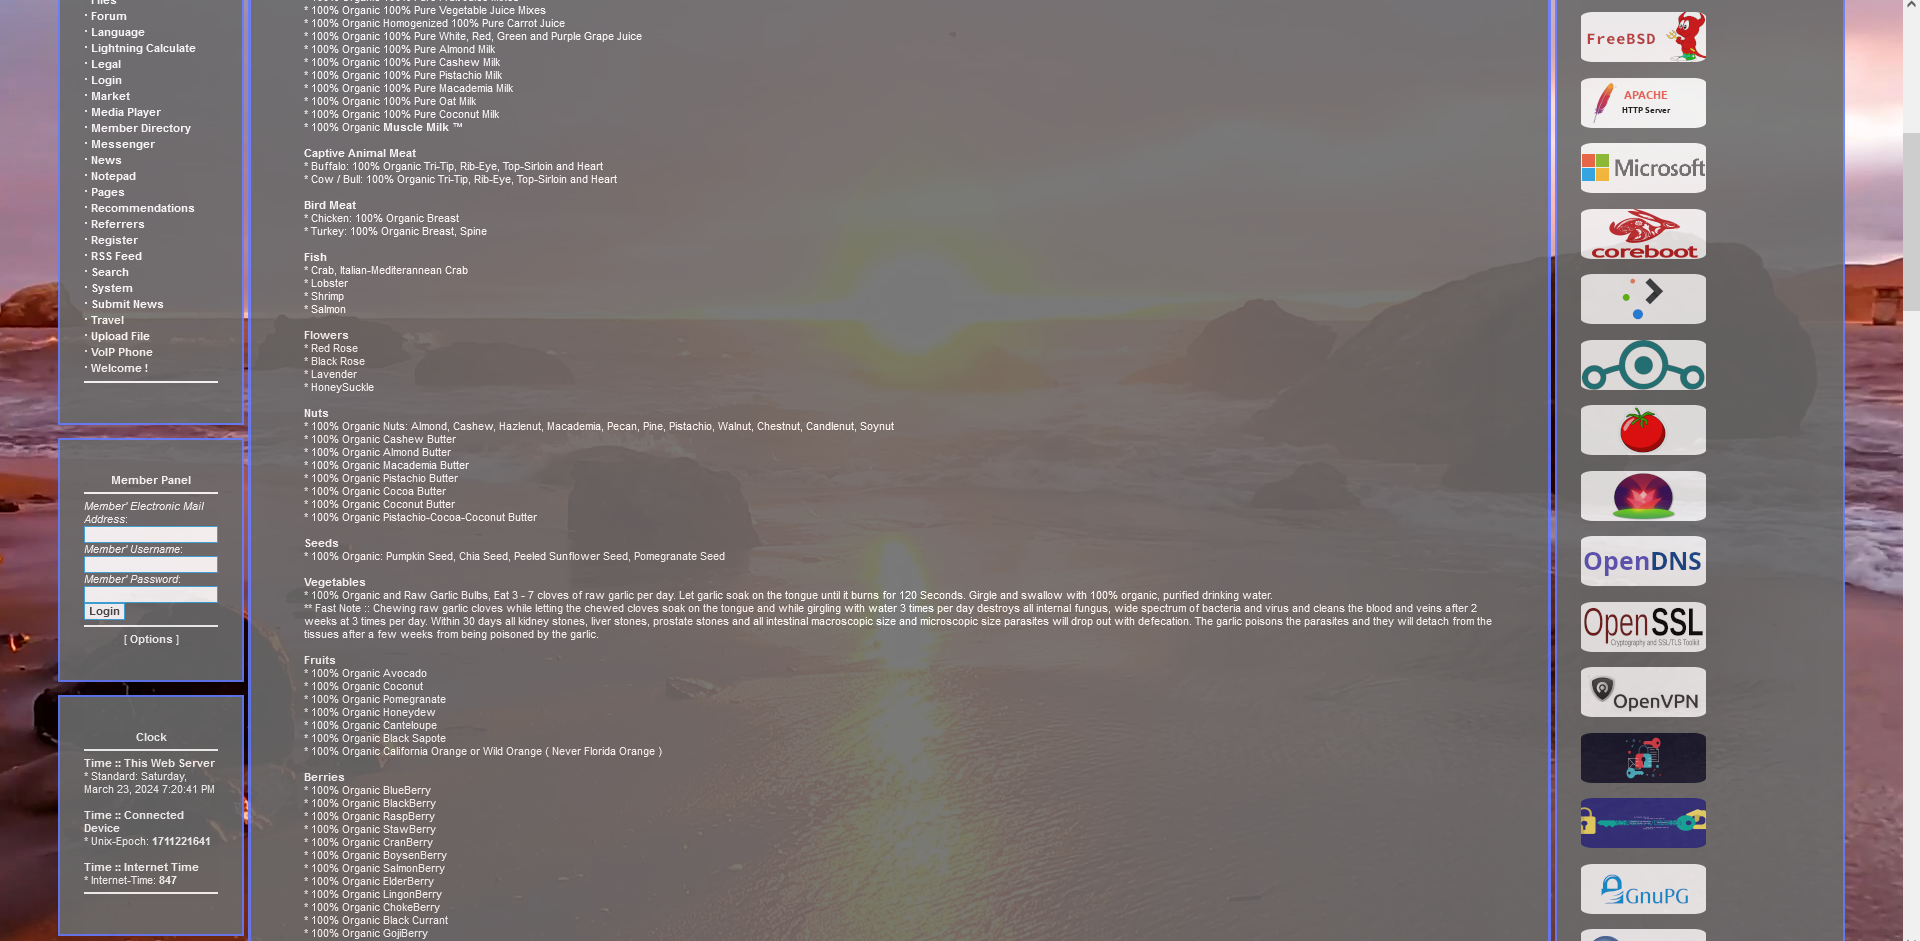 Files
· Forum
· Language
· Lightning Calculate
· Legal
· Login
· Market
· Media Player
· Member Directory
· Messenger
· News
· Notepad
· Pages
· Recommendations
· Referrers
· Register
· RSS Feed
· Search
· System
· Submit News
· Travel
· Upload File
· VoIP Phone
· Welcome !
Member Panel
Member' Electronic Mail
Address:
Member' Username:
Member' Password:
Login
[ Options ]
Clock
Time :: This Web Server
* Standard: Saturday,
March 23, 2024 7:20:41 PM
Time :: Connected
Device
* Unix-Epoch: 1711221641
Time :: Internet Time
* Internet-Time: 847
* 100% Organic 100% Pure Vegetable Juice Mixes
* 100% Organic Homogenized 100% Pure Carrot Juice
* 100% Organic 100% Pure White, Red, Green and Purple Grape Juice
* 100% Organic 100% Pure Almond Milk
* 100% Organic 100% Pure Cashew Milk
* 100% Organic 100% Pure Pistachio Milk
* 100% Organic 100% Pure Macademia Milk
* 100% Organic 100% Pure Oat Milk
* 100% Organic 100% Pure Coconut Milk
* 100% Organic Muscle Milk ™
Captive Animal Meat
* Buffalo: 100% Organic Tri-Tip, Rib-Eye, Top-Sirloin and Heart
* Cow / Bull: 100% Organic Tri-Tip, Rib-Eye, Top-Sirloin and Heart
Bird Meat
* Chicken: 100% Organic Breast
* Turkey: 100% Organic Breast, Spine
Fish
* Crab, Italian-Mediterannean Crab
* Lobster
* Shrimp
* Salmon
Flowers
* Red Rose
* Black Rose
* Lavender
* HoneySuckle
Nuts
* 100% Organic Nuts: Almond, Cashew, Hazlenut, Macademia, Pecan, Pine, Pistachio, Walnut, Chestnut, Candlenut, Soynut
* 100% Organic Cashew Butter
* 100% Organic Almond Butter
* 100% Organic Macademia Butter
* 100% Organic Pistachio Butter
* 100% Organic Cocoa Butter
* 100% Organic Coconut Butter
* 100% Organic Pistachio-Cocoa-Coconut Butter
Seeds
* 100% Organic: Pumpkin Seed, Chia Seed, Peeled Sunflower Seed, Pomegranate Seed
Vegetables
* 100% Organic and Raw Garlic Bulbs, Eat 3 - 7 cloves of raw garlic per day. Let garlic soak on the tongue until it burns for 120 Seconds. Girgle and swallow with 100% organic, purified drinking water.
** Fast Note :: Chewing raw garlic cloves while letting the chewed cloves soak on the tongue and while girgling with water 3 times per day destroys all internal fungus, wide spectrum of bacteria and virus and cleans the blood and veins after 2
weeks at 3 times per day. Within 30 days all kidney stones, liver stones, prostate stones and all intestinal macroscopic size and microscopic size parasites will drop out with defecation. The garlic poisons the parasites and they will detach from the
tissues after a few weeks from being poisoned by the garlic.
Fruits
* 100% Organic Avocado
* 100% Organic Coconut
* 100% Organic Pomegranate
* 100% Organic Honeydew
* 100% Organic Canteloupe
* 100% Organic Black Sapote
* 100% Organic California Orange or Wild Orange ( Never Florida Orange )
Berries
* 100% Organic BlueBerry
* 100% Organic BlackBerry
* 100% Organic RaspBerry
* 100% Organic StawBerry
* 100% Organic CranBerry
* 100% Organic BoysenBerry
* 100% Organic SalmonBerry
* 100% Organic ElderBerry
* 100% Organic LingonBerry
* 100% Organic ChokeBerry
* 100% Organic Black Currant
* 100% Organic GojiBerry
FreeBSD
APACHE
HTTP Server
Microsoft
coreboot
OpenDNS
OpenSSL
Cryptography and SSL/TLS Toolkit
OpenVPN
GnuPG